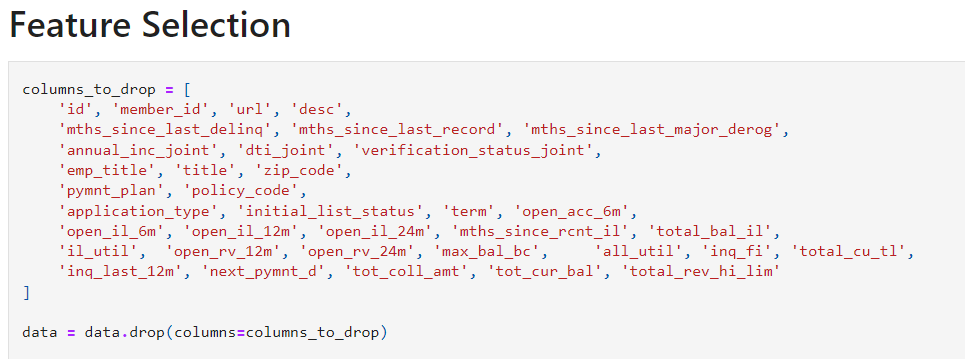 Feature Selection
columns_to_drop = [
    'id', 'member_id', 'url', 'desc',
    'mths_since_last_delinq', 'mths_since_last_record', 'mths_since_last_major_derog',
    'annual_inc_joint', 'dti_joint', 'verification_status_joint',
    'emp_title', 'title', 'zip_code',
    'pymnt_plan', 'policy_code',
    'application_type', 'initial_list_status', 'term', 'open_acc_6m',
    'open_il_6m', 'open_il_12m', 'open_il_24m', 'mths_since_rcnt_il', 'total_bal_il',
    'il_util',   'open_rv_12m', 'open_rv_24m', 'max_bal_bc',     'all_util', 'inq_fi', 'total_cu_tl',
    'inq_last_12m', 'next_pymnt_d', 'tot_coll_amt', 'tot_cur_bal', 'total_rev_hi_lim'
]
data = data.drop(columns=columns_to_drop)